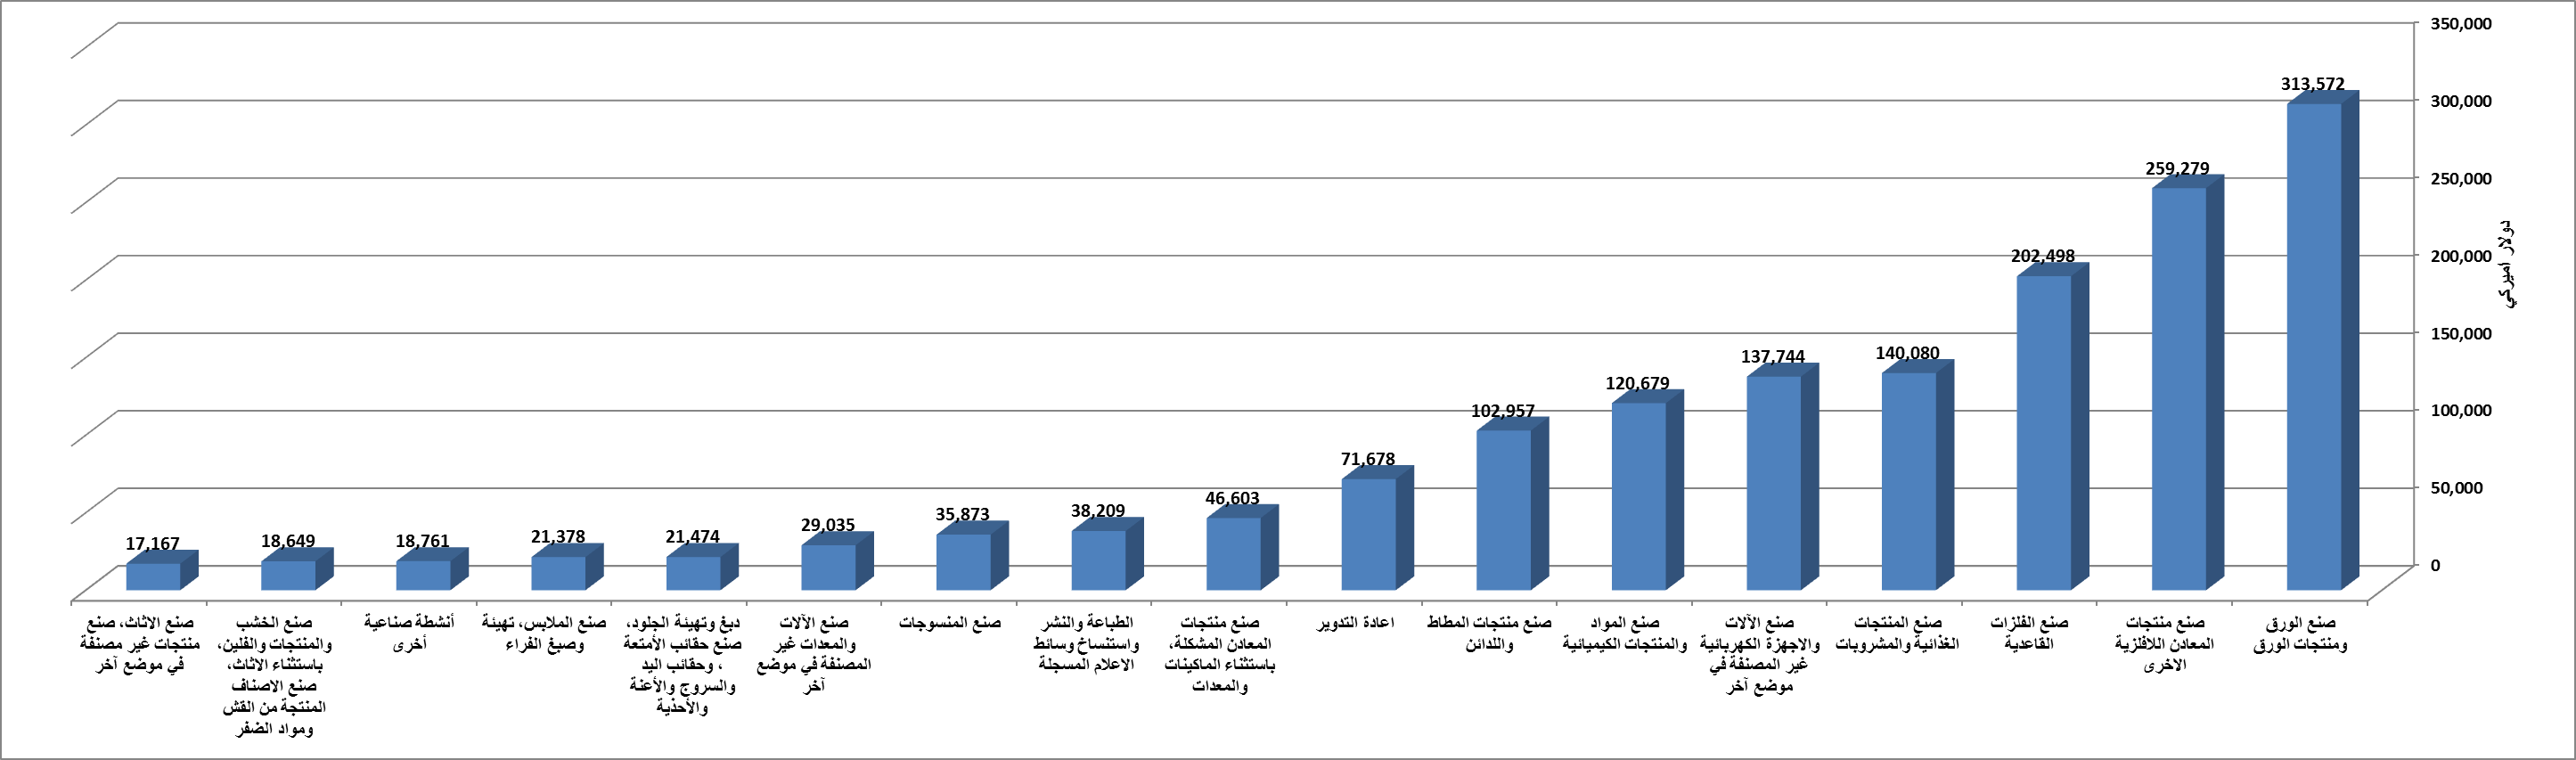 350,000
300,000
250,000
200,000
150,000
100,000
50,000
0
دولار اميركي
313,572
259,279
202,498
140,080
137,744
120,679
102,957
71,678
46,603
38,209
35,873
29,035
21,474
21,378
18,761
18,649
17,167
صنع الورق
ومنتجات الورق
صنع منتجات
المعادن اللافلزية
الاخرى
صنع الفلزات
القاعدية
صنع المنتجات
الغذائية والمشروبات
صنع الآلات
والاجهزة الكهربائية
غير المصنفة في
موضع آخر
صنع المواد
والمنتجات الكيميائية
صنع منتجات المطاط
واللدائن
اعادة التدوير
صنع منتجات
المعادن المشكلة،
باستثناء الماكينات
والمعدات
الطباعة والنشر
واستنساخ وسائط
الاعلام المسجلة
صنع المنسوجات
صنع الآلات
والمعدات غير
المصنفة في موضع
آخر
دبغ وتهيئة الجلود،
صنع حقائب الأمتعة
، وحقائب اليد
والسروج والأعنة
والأحذية
صنع الملابس، تهيئة
وصبغ الفراء
أنشطة صناعية
أخرى
صنع الخشب
والمنتجات والفلين،
باستثناء الاثاث،
صنع الاصناف
المنتجة من القش
ومواد الضفر
صنع الاثاث، صنع
منتجات غير مصنفة
في موضع آخر